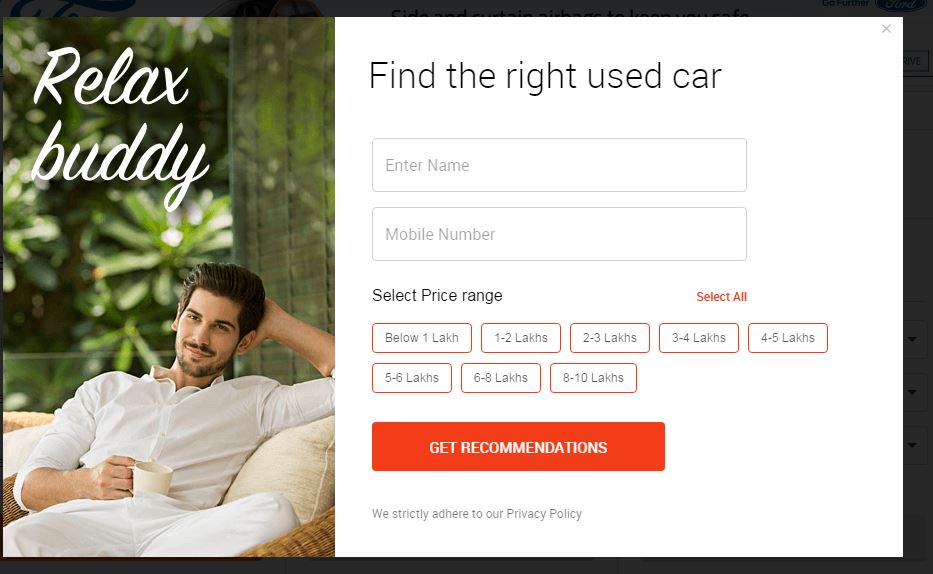 Side and curtain airbags to keep you safe
Go Further
Ford
×
Relax
buddy
Find the right used car
Enter Name
Mobile Number
Select Price range
Select All
Below 1 Lakh
1-2 Lakhs
2-3 Lakhs
3-4 Lakhs
4-5 Lakhs
5-6 Lakhs
6-8 Lakhs
8-10 Lakhs
GET RECOMMENDATIONS
We strictly adhere to our Privacy Policy